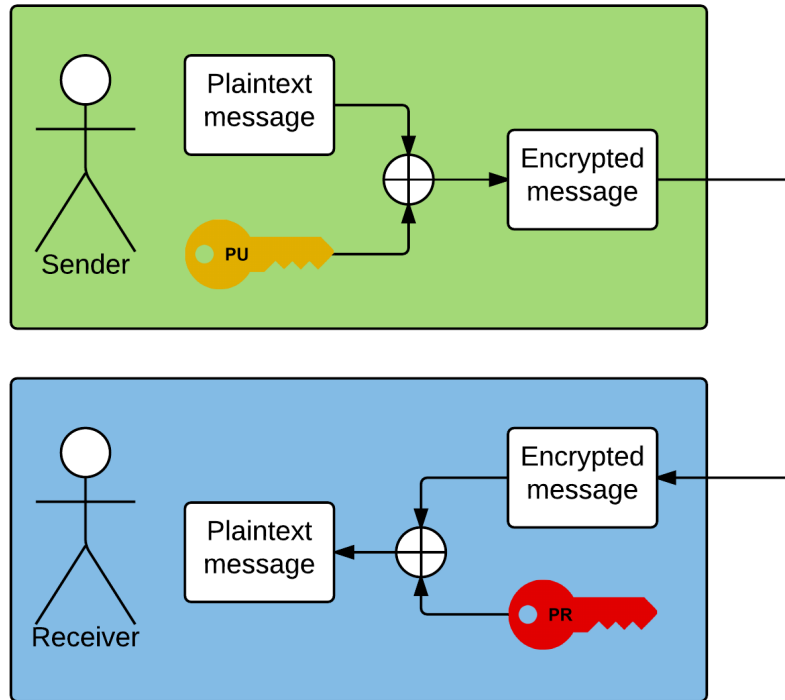 Plaintext
message
Encrypted
message
PU
Sender
Encrypted
message
Plaintext
message
PR
Receiver